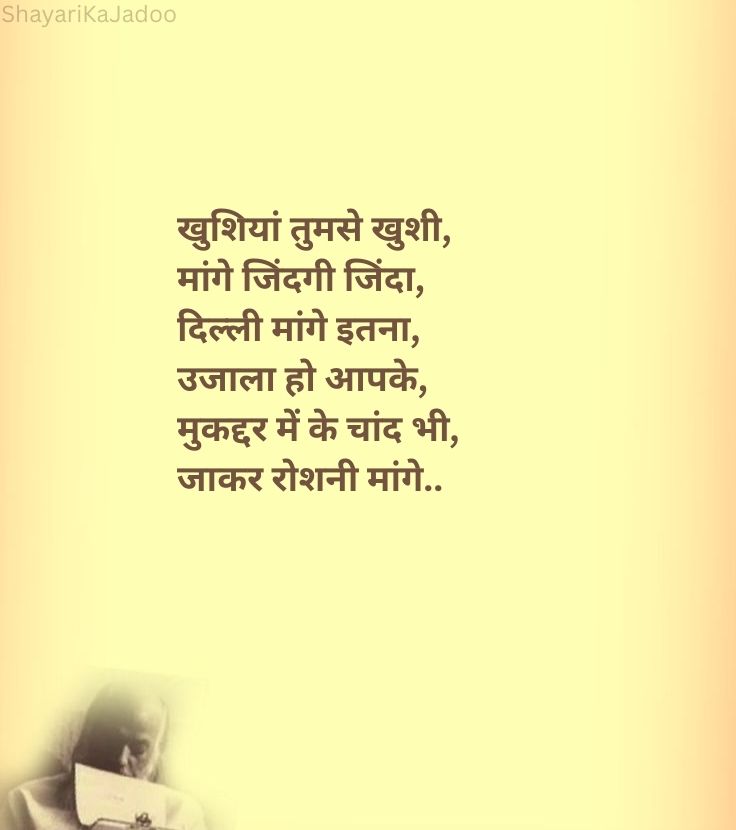 ShayariKaJadoo
खुशियां तुमसे खुशी,
मांगे जिंदगी जिंदा,
दिल्ली मांगे इतना,
उजाला हो आपके,
मुकद्दर में के चांद भी,
जाकर रोशनी मांगे..